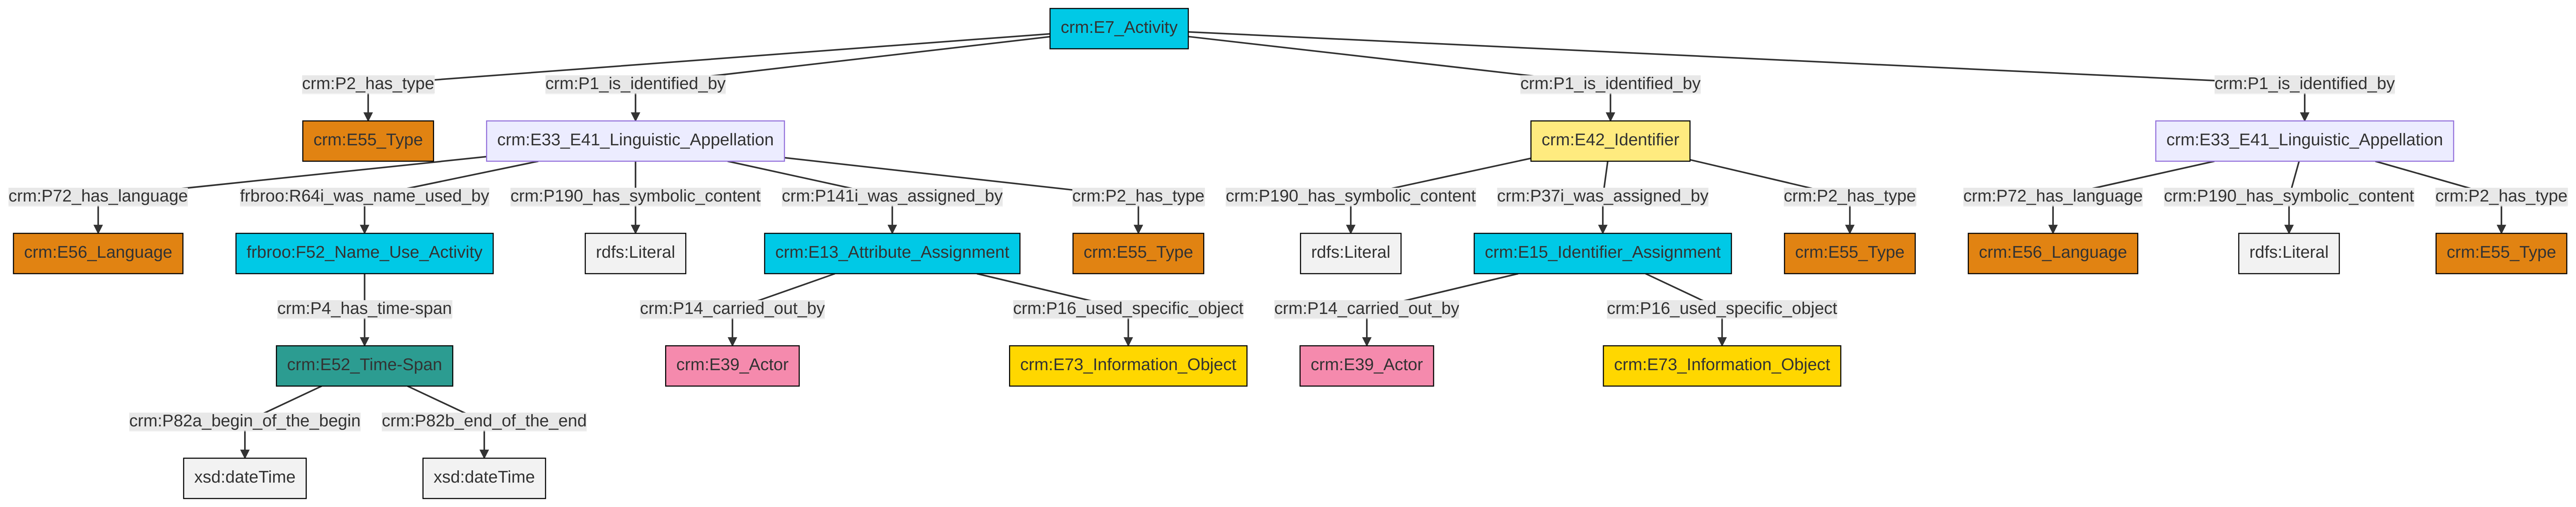 crm:E7_Activity
crm:P2_has_type
crm:P1_is_identified_by
crm:P1_is_identified_by
crm:P1_is_identified_by
crm:E55_Type
crm:E33_E41_Linguistic_Appellation
crm:E42_Identifier
crm:E33_E41_Linguistic_Appellation
crm:P72_has_language
frbroo:R64i_was_name_used_by
crm:P190_has_symbolic_content
crm:P141i_was_assigned_by
crm:P2_has_type
crm:P190_has_symbolic_content
crm:P37i_was_assigned_by
crm:P2_has_type
crm:P72_has_language
crm:P190_has_symbolic_content
crm:P2_has_type
crm:E56_Language
frbroo:F52_Name_Use_Activity
rdfs:Literal
crm:E13_Attribute_Assignment
crm:E55_Type
rdfs:Literal
crm:E15_Identifier_Assignment
crm:E55_Type
crm:E56_Language
rdfs:Literal
crm:E55_Type
crm:P4_has_time-span
crm:P14_carried_out_by
crm:P16_used_specific_object
crm:P14_carried_out_by
crm:P16_used_specific_object
crm:E52_Time-Span
crm:E39_Actor
crm:E73_Information_Object
crm:E39_Actor
crm:E73_Information_Object
crm:P82a_begin_of_the_begin
crm:P82b_end_of_the_end
xsd:dateTime
xsd:dateTime